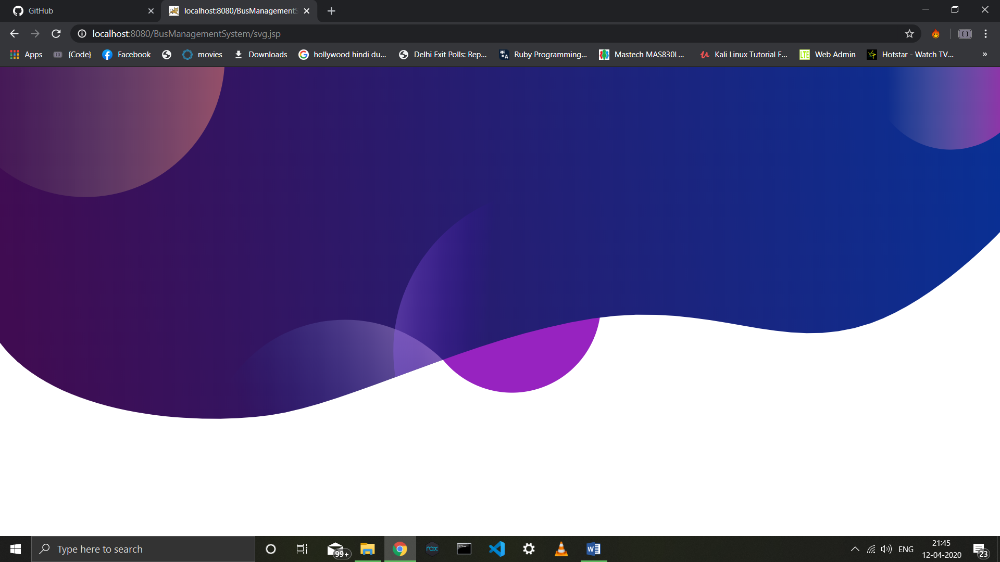 GitHub
localhost:8080/BusManagementS
localhost:8080/BusManagementSystem/svg.jsp
Apps {Code} Facebook movies Downloads hollywood hindi du... Delhi Exit Polls: Rep... Ruby Programming... Mastech MAS830L... Kali Linux Tutorial F... LTE Web Admin Hotstar - Watch TV... »
Type here to search
99+
nox
W
ENG
21:45
12-04-2020
23